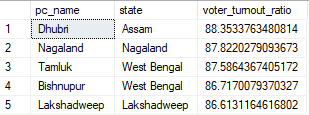 pc_name state voter_turnout_ratio
1 Dhubri Assam 88.3533763480814
2 Nagaland Nagaland 87.8220279093673
3 Tamluk West Bengal 87.5864367405172
4 Bishnupur West Bengal 86.7170079370327
5 Lakshadweep Lakshadweep 86.6131164616802